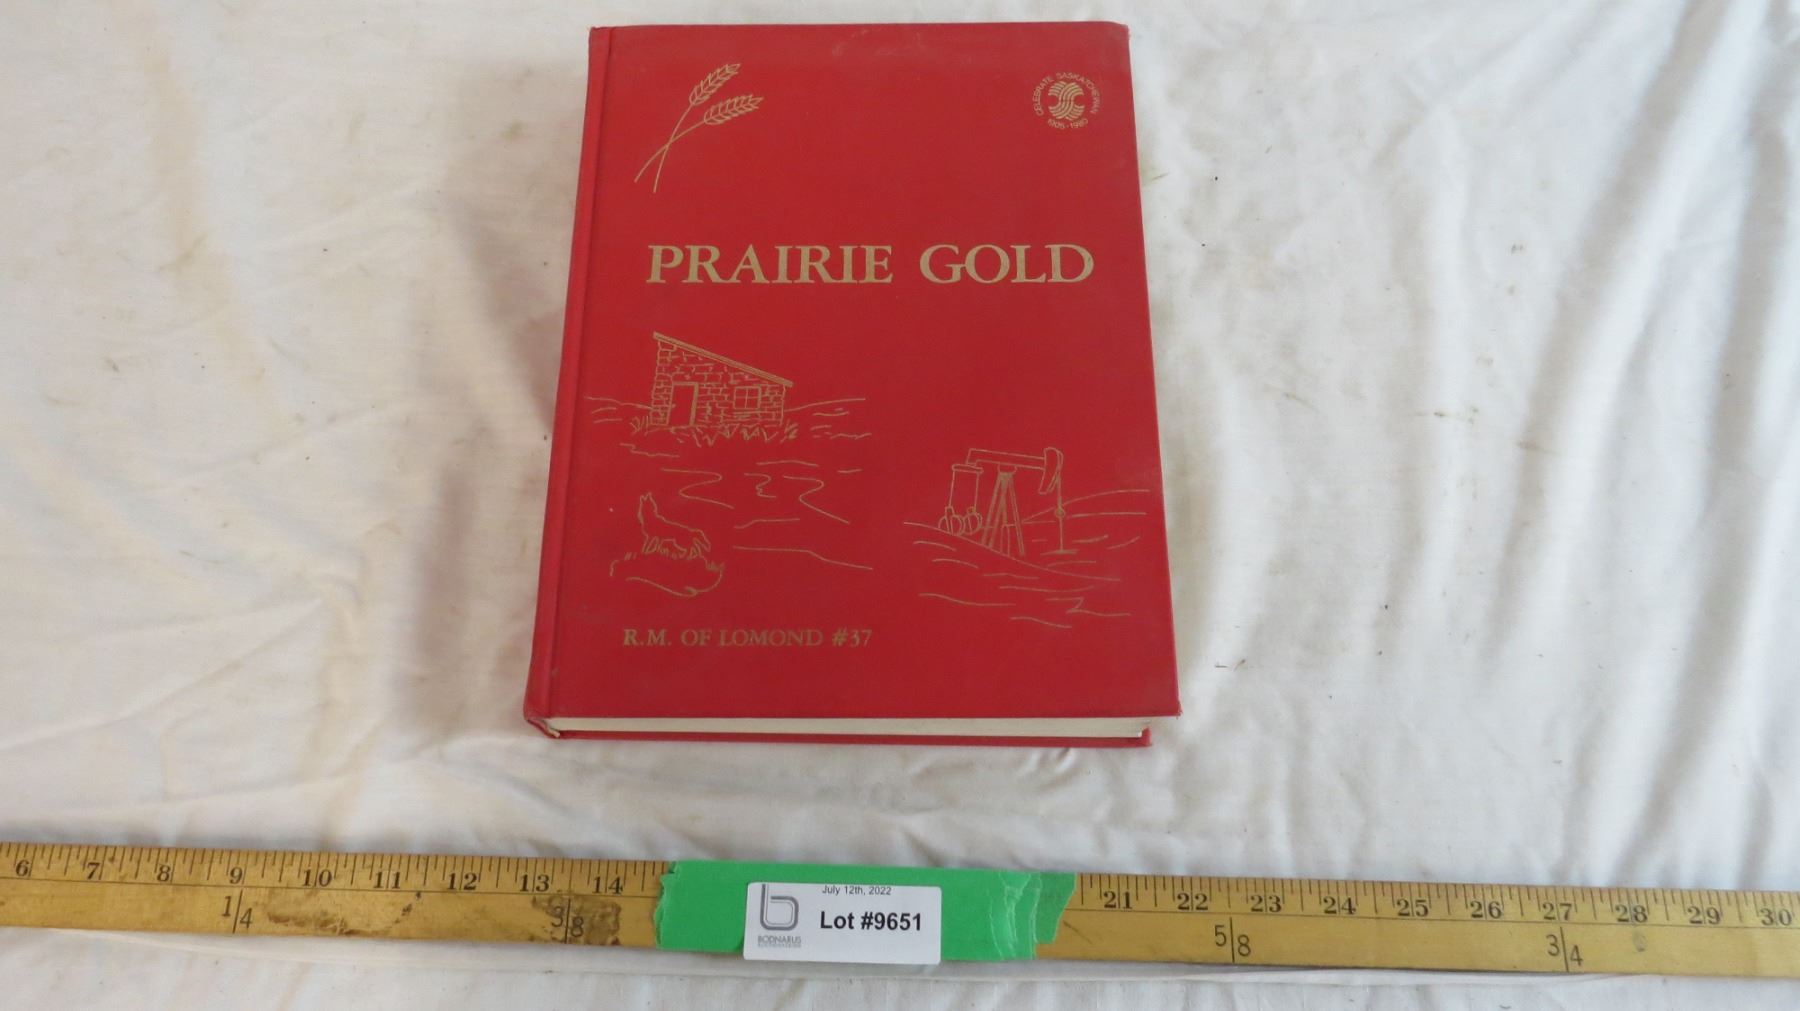 CELEBRATE SASKATCHEWAN
1905-1980
PRAIRIE GOLD
R.M. OF LOMOND #37
6 7 8 9 10 11 12 13 14 21 22 23 24 25 26 27 28 29 30
1 4 3 8 5 8 3 4
July 12th, 2022
Lot #9651
BODNARUS